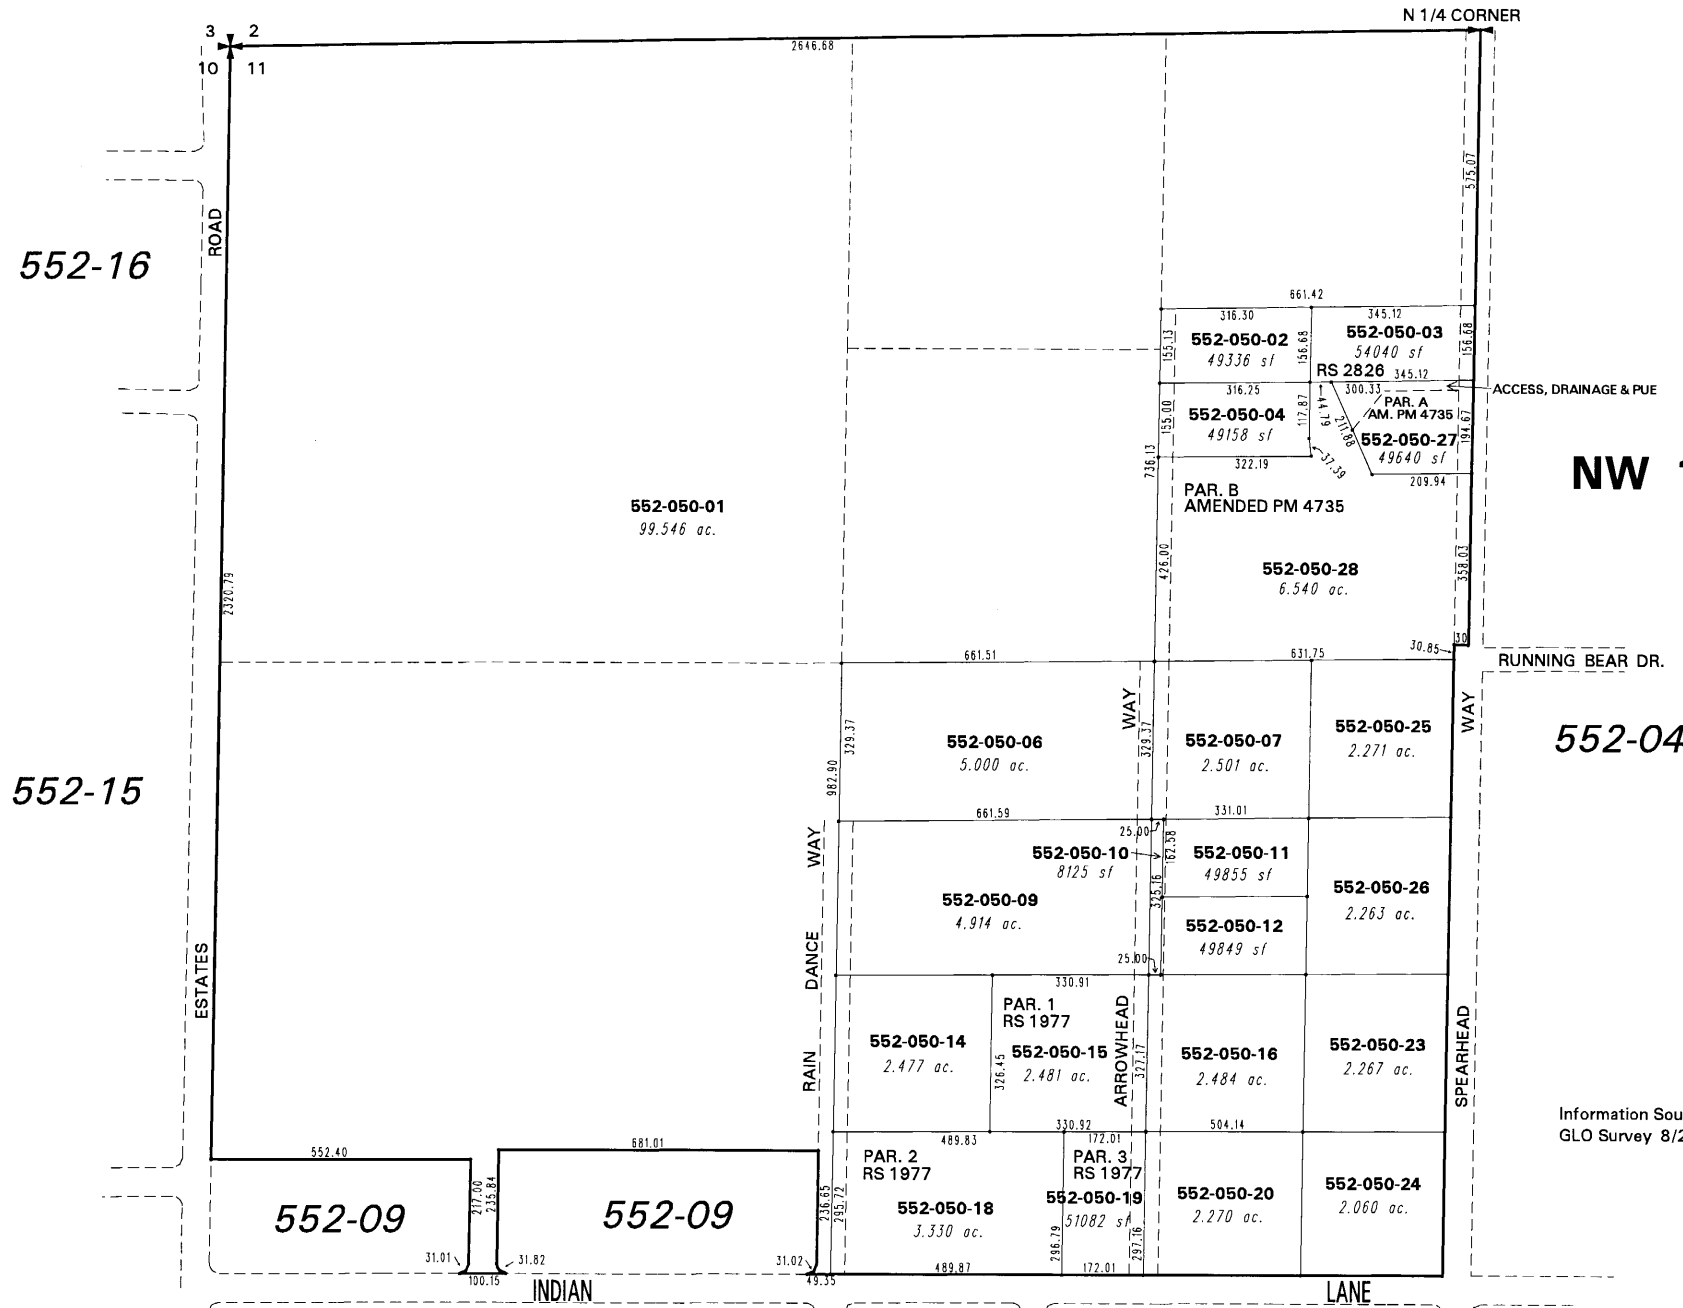 N 1/4 CORNER
3 2
10 11
2646.68
575.07
ROAD
552-16
661.42
316.30
345.12
552-050-02
49336 sf
155.13
156.68
552-050-03
54040 sf
156.68
RS 2826
345.12
316.25
300.33
ACCESS, DRAINAGE & PUE
552-050-04
49158 sf
155.00
117.87
44.79
211.88
PAR. A
AM. PM 4735
552-050-27
49640 sf
194.67
322.19
37.39
209.94
736.13
NW
PAR. B
AMENDED PM 4735
552-050-01
99.546 ac.
426.00
552-050-28
6.540 ac.
358.03
2320.79
30
30.85
661.51
631.75
RUNNING BEAR DR.
WAY
WAY
329.37
329.37
552-050-06
5.000 ac.
552-050-07
2.501 ac.
552-050-25
2.271 ac.
552-04
552-15
982.90
661.59
331.01
25.00
WAY
552-050-10
8125 sf
162.58
552-050-11
49855 sf
552-050-09
4.914 ac.
325.16
552-050-26
2.263 ac.
552-050-12
49849 sf
25.00
DANCE
ESTATES
330.91
PAR. 1
RS 1977
552-050-14
2.477 ac.
552-050-15
2.481 ac.
326.45
ARROWHEAD
327.17
552-050-16
2.484 ac.
552-050-23
2.267 ac.
RAIN
SPEARHEAD
Information Sou
GLO Survey 8/2
330.92
489.83
172.01
504.14
552.40
681.01
PAR. 2
RS 1977
PAR. 3
RS 1977
217.00
235.84
236.65
295.72
552-09
552-09
552-050-18
3.330 ac.
552-050-19
51082 sf
552-050-20
2.270 ac.
552-050-24
2.060 ac.
296.79
297.16
31.01
31.82
31.02
100.15
49.35
489.87
172.01
INDIAN
LANE